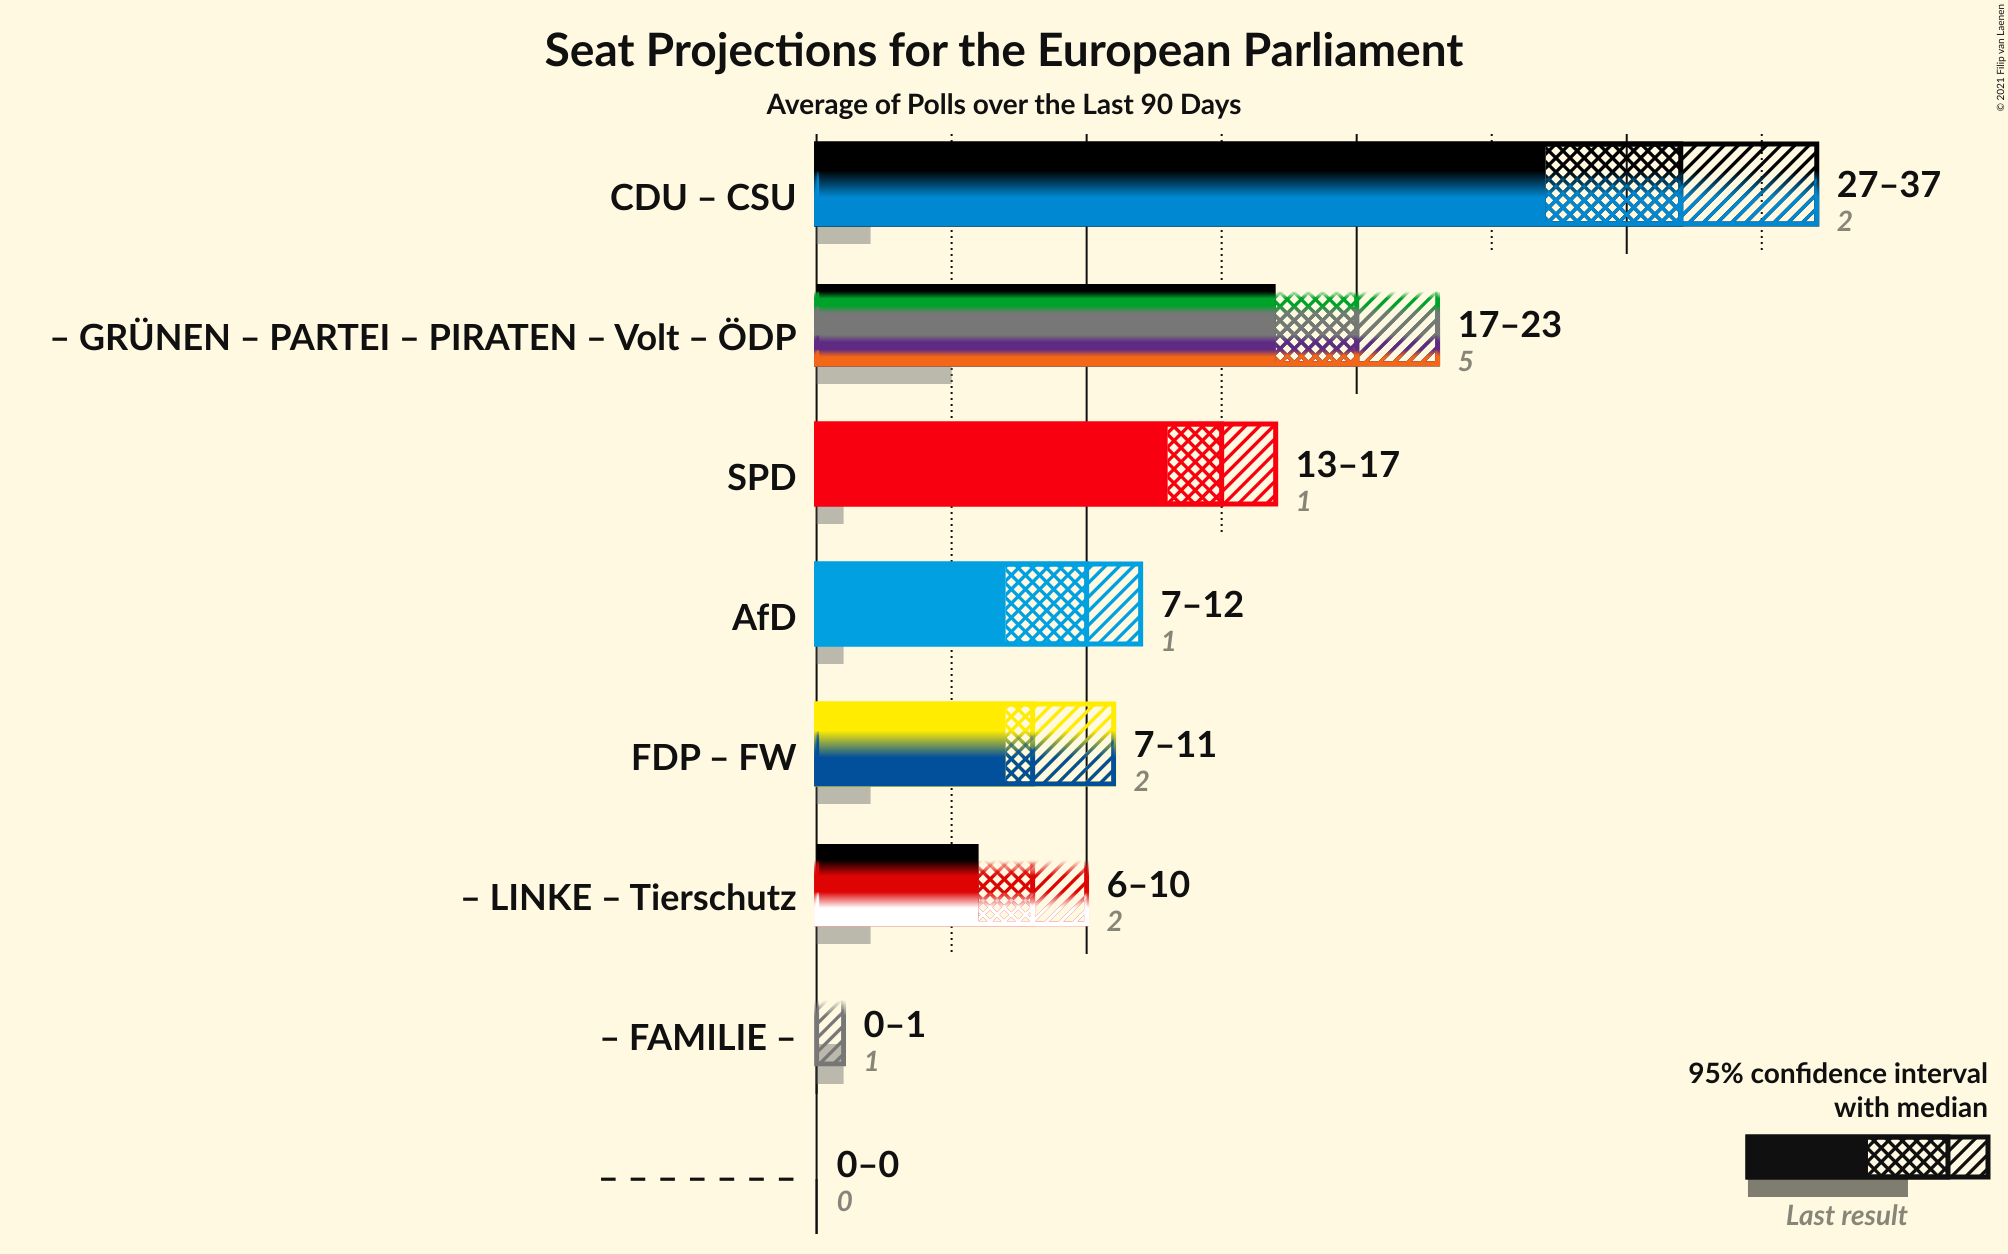 Seat Projections for the European Parliament
Average of Polls over the Last 90 Days
© 2021 Filip van Laenen
CDU – CSU
27–37
2
– GRÜNEN – PARTEI – PIRATEN – Volt – ÖDP
17–23
5
SPD
13–17
1
AfD
7–12
1
FDP – FW
7–11
2
– LINKE – Tierschutz
6–10
2
– FAMILIE –
0–1
1
– – – – – – –
0–0
0
95% confidence interval
with median
Last result